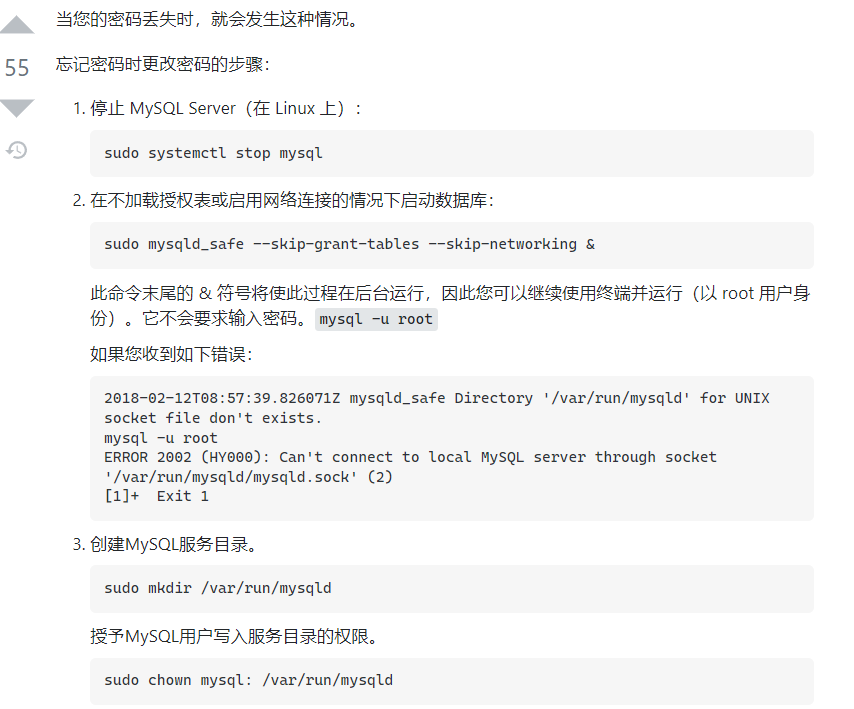 当您的密码丢失时，就会发生这种情况。
55
忘记密码时更改密码的步骤：
1. 停止 MySQL Server（在 Linux 上）：
sudo systemctl stop mysql
2. 在不加载授权表或启用网络连接的情况下启动数据库：
sudo mysqld_safe --skip-grant-tables --skip-networking &
此命令末尾的 & 符号将使此过程在后台运行，因此您可以继续使用终端并运行（以 root 用户身
份）。它不会要求输入密码。 mysql -u root
如果您收到如下错误：
2018-02-12T08:57:39.826071Z mysqld_safe Directory '/var/run/mysqld' for UNIX
socket file don't exists.
mysql -u root
ERROR 2002 (HY000): Can't connect to local MySQL server through socket
'/var/run/mysqld/mysqld.sock' (2)
[1]+  Exit 1
3. 创建MySQL服务目录。
sudo mkdir /var/run/mysqld
授予MySQL用户写入服务目录的权限。
sudo chown mysql: /var/run/mysqld